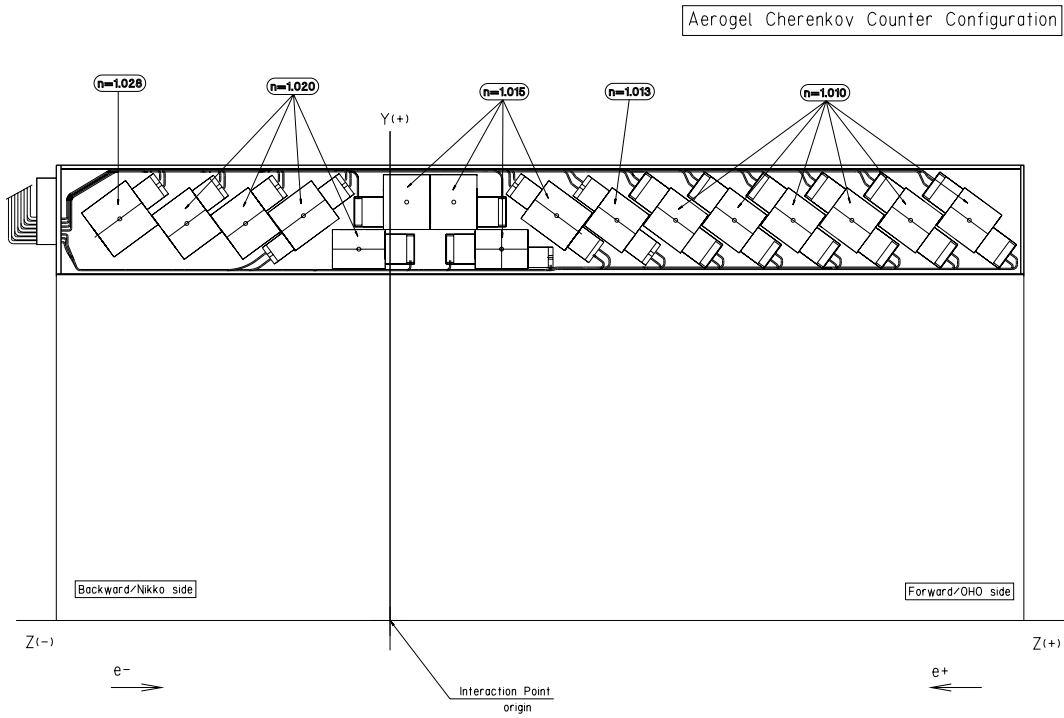 Aerogel Cherenkov Counter Configuration
n=1.028
n=1.020
n=1.015
n=1.013
n=1.010
Y(+)
Backward/Nikko side
Forward/OHO side
Z(-)
Z(+)
e-
e+
Interaction Point
origin